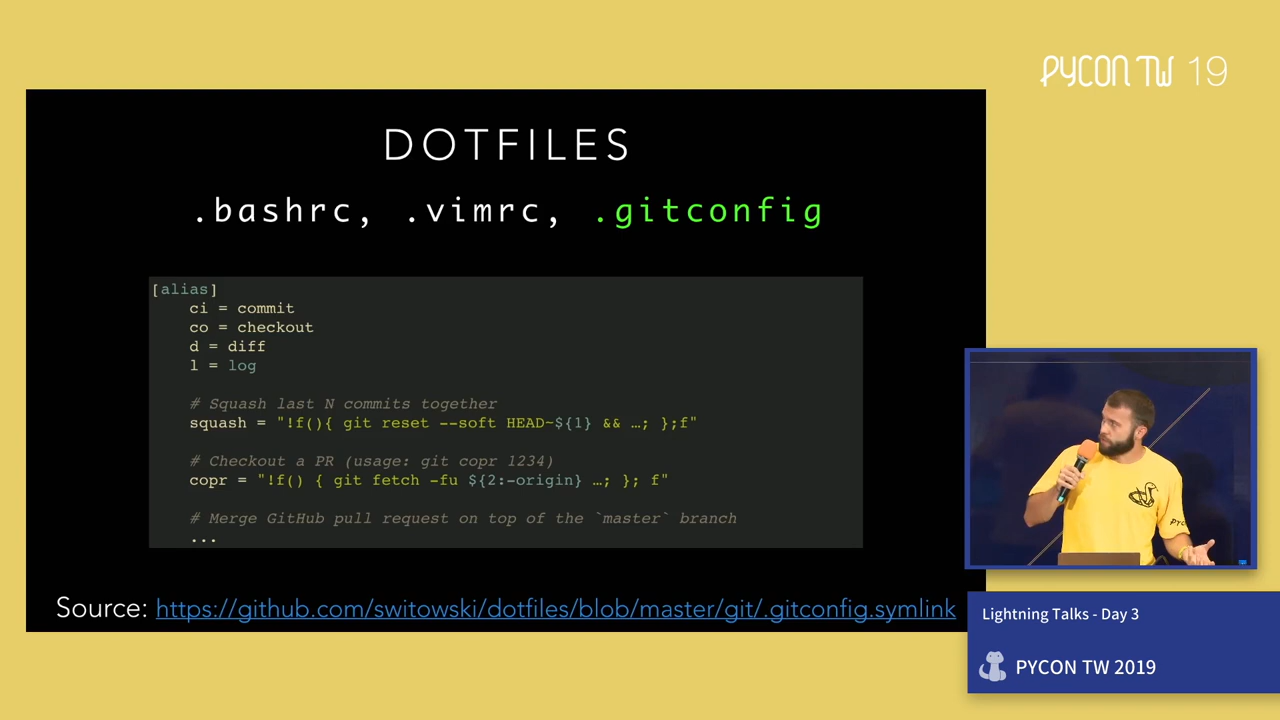 PYCON TW 19
DOTFILES
.bashrc, .vimrc, .gitconfig
[alias]
ci = commit
co = checkout
d = diff
l = log
# Squash last N commits together
squash = "!f(){ git reset --soft HEAD~${1} && …; };f"
# Checkout a PR (usage: git copr 1234)
copr = "!f() { git fetch -fu ${2:-origin} …; }; f"
# Merge GitHub pull request on top of the `master` branch
...
Source: https://github.com/switowski/dotfiles/blob/master/git/.gitconfig.symlink
Lightning Talks - Day 3
PYCON TW 2019